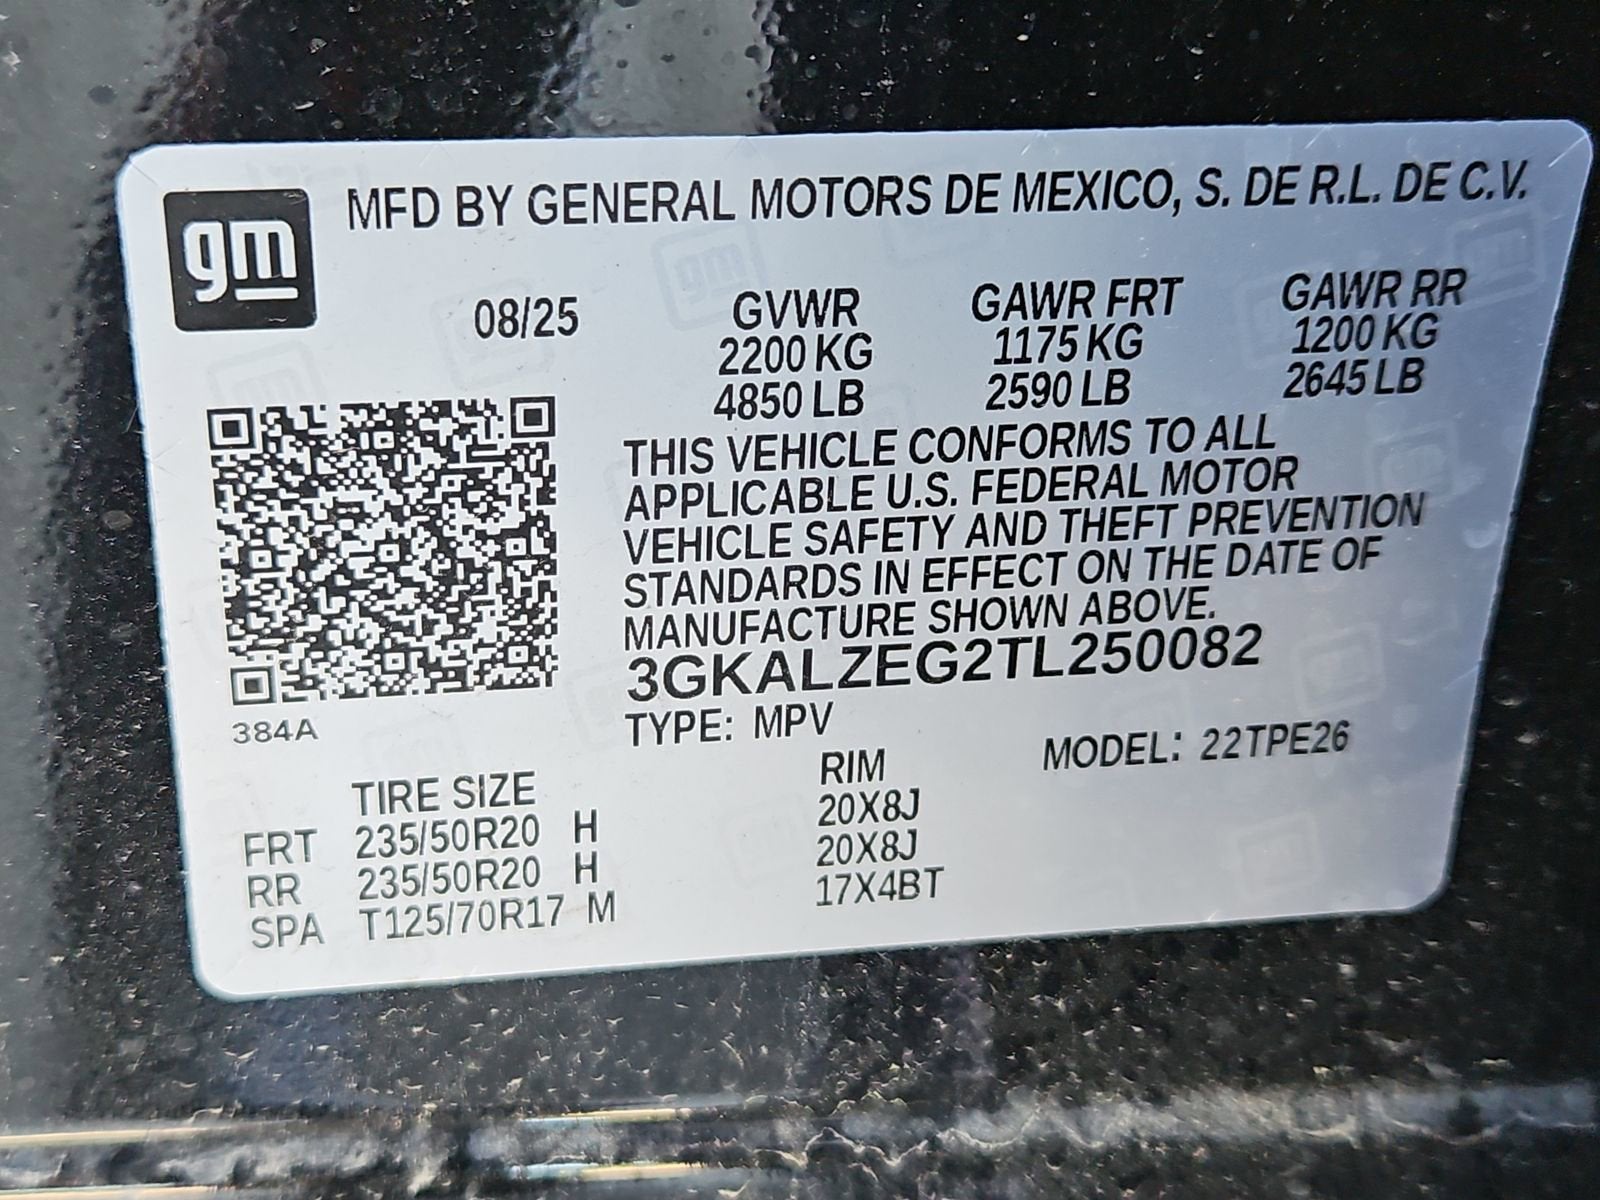 gm
MFD BY GENERAL MOTORS DE MEXICO, S. DE R.L. DE C.V.
08/25
GVWR GAWR FRT GAWR RR
2200 KG 1175 KG 1200 KG
4850 LB 2590 LB 2645 LB
THIS VEHICLE CONFORMS TO ALL
APPLICABLE U.S. FEDERAL MOTOR
VEHICLE SAFETY AND THEFT PREVENTION
STANDARDS IN EFFECT ON THE DATE OF
MANUFACTURE SHOWN ABOVE.
3GKALZEG2TL250082
384A
TYPE: MPV
MODEL: 22TPE26
TIRE SIZE RIM
FRT 235/50R20 H 20X8J
RR 235/50R20 H 20X8J
SPA T125/70R17 M 17X4BT